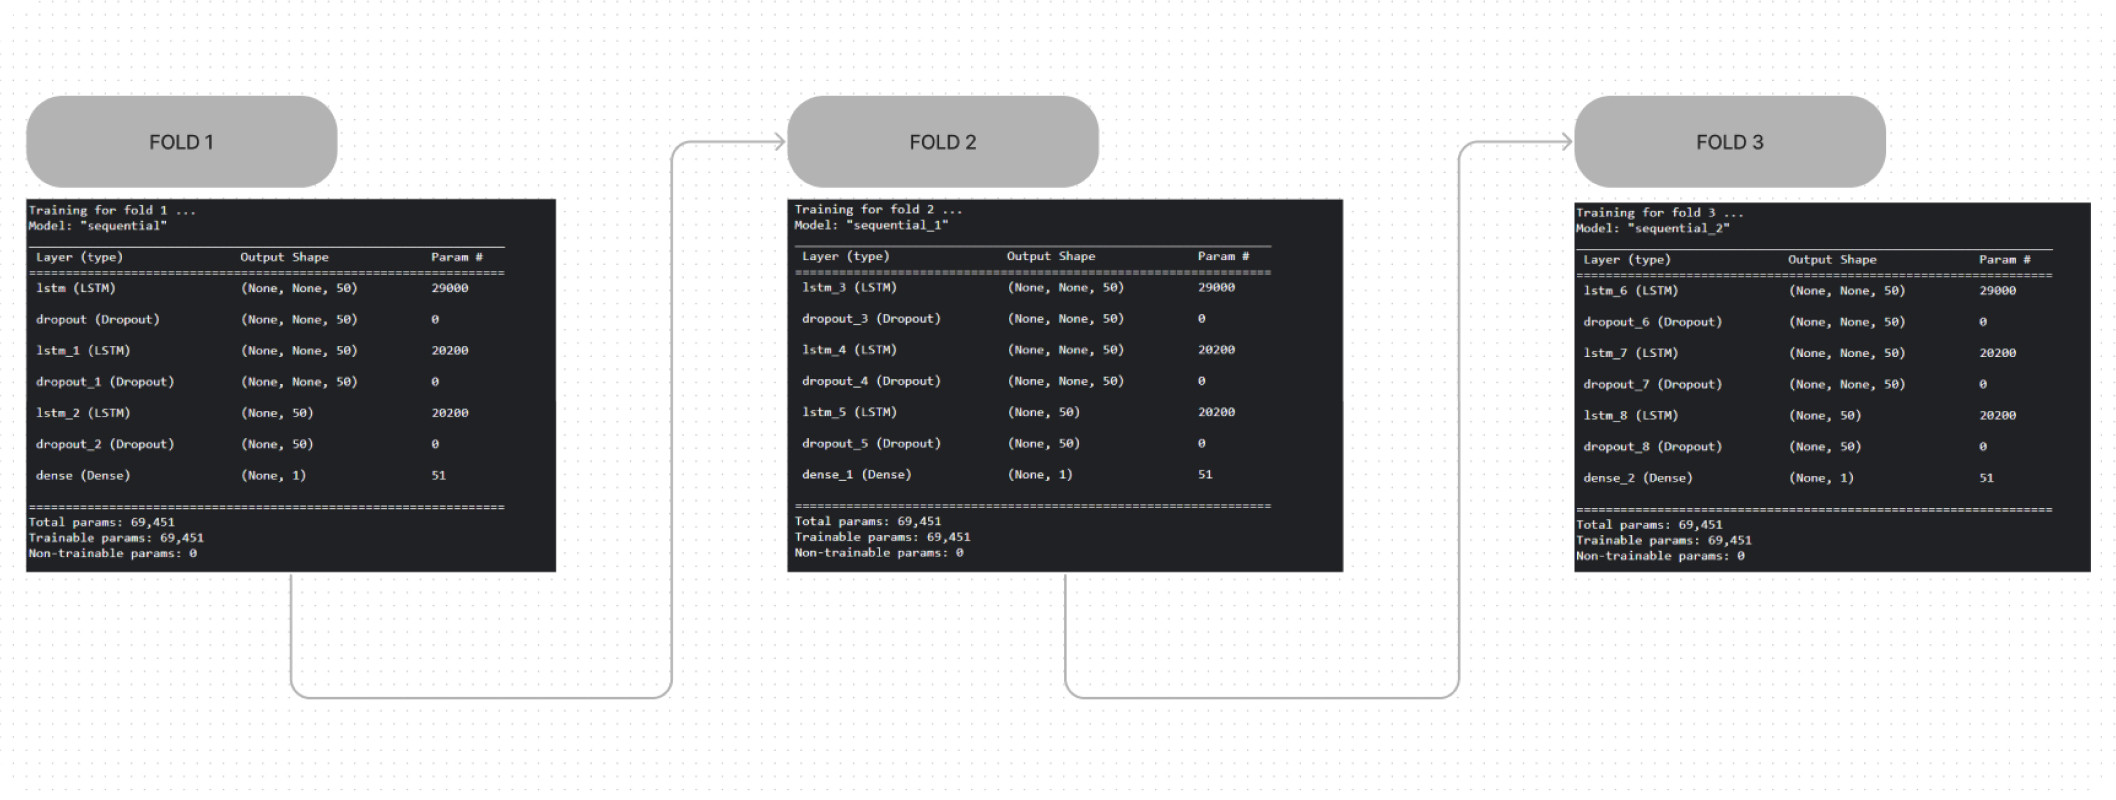 FOLD 1
Training for fold 1 ...
Model: "sequential"
Layer (type) Output Shape Param #
=================================================================
lstm (LSTM) (None, None, 50) 29000
dropout (Dropout) (None, None, 50) 0
lstm_1 (LSTM) (None, None, 50) 20200
dropout_1 (Dropout) (None, None, 50) 0
lstm_2 (LSTM) (None, 50) 20200
dropout_2 (Dropout) (None, 50) 0
dense (Dense) (None, 1) 51
=================================================================
Total params: 69,451
Trainable params: 69,451
Non-trainable params: 0
FOLD 2
Training for fold 2 ...
Model: "sequential_1"
Layer (type) Output Shape Param #
=================================================================
lstm_3 (LSTM) (None, None, 50) 29000
dropout_3 (Dropout) (None, None, 50) 0
lstm_4 (LSTM) (None, None, 50) 20200
dropout_4 (Dropout) (None, None, 50) 0
lstm_5 (LSTM) (None, 50) 20200
dropout_5 (Dropout) (None, 50) 0
dense_1 (Dense) (None, 1) 51
=================================================================
Total params: 69,451
Trainable params: 69,451
Non-trainable params: 0
FOLD 3
Training for fold 3 ...
Model: "sequential_2"
Layer (type) Output Shape Param #
=================================================================
lstm_6 (LSTM) (None, None, 50) 29000
dropout_6 (Dropout) (None, None, 50) 0
lstm_7 (LSTM) (None, None, 50) 20200
dropout_7 (Dropout) (None, None, 50) 0
lstm_8 (LSTM) (None, 50) 20200
dropout_8 (Dropout) (None, 50) 0
dense_2 (Dense) (None, 1) 51
=================================================================
Total params: 69,451
Trainable params: 69,451
Non-trainable params: 0